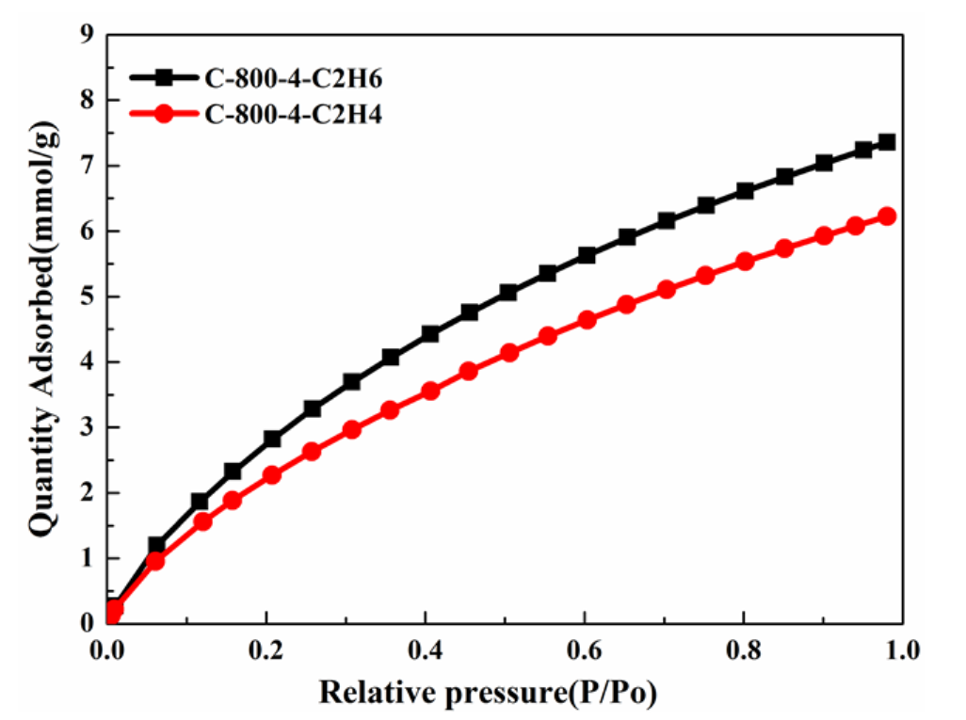 9
8
7
6
5
4
3
2
1
0
C-800-4-C2H6
C-800-4-C2H4
Quantity Adsorbed(mmol/g)
0.0 0.2 0.4 0.6 0.8 1.0
Relative pressure(P/Po)